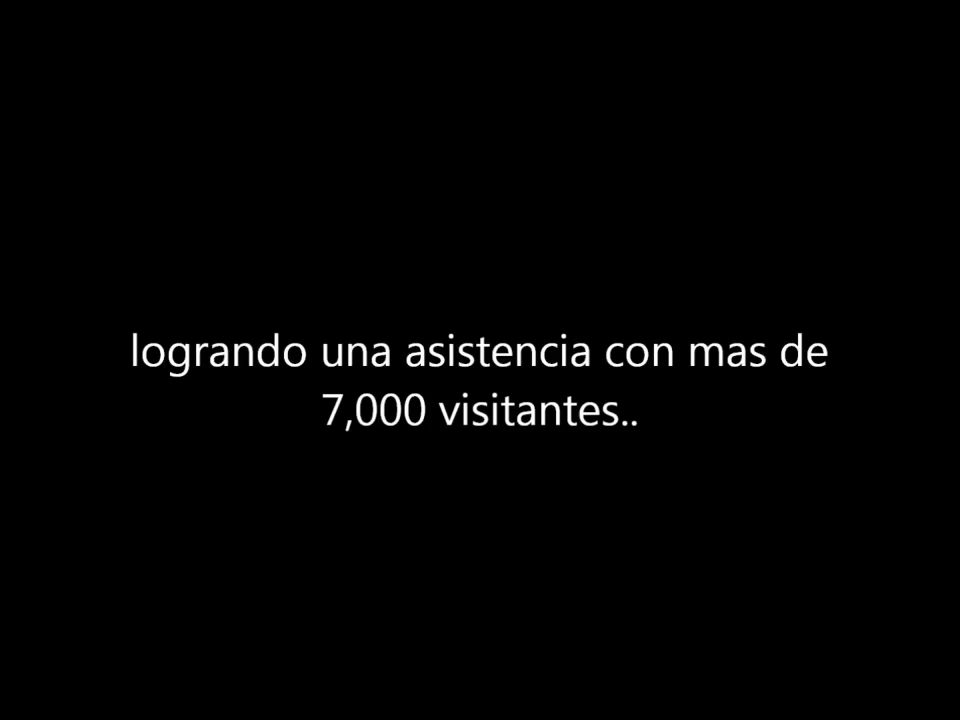 logrando una asistencia con mas de
7,000 visitantes..